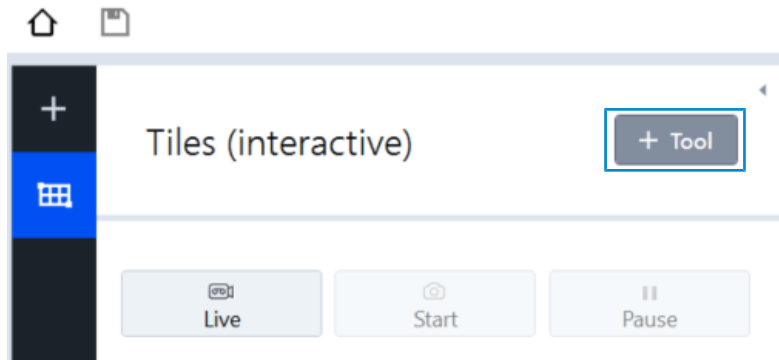 Tiles (interactive)
+ Tool
Live
Start
Pause